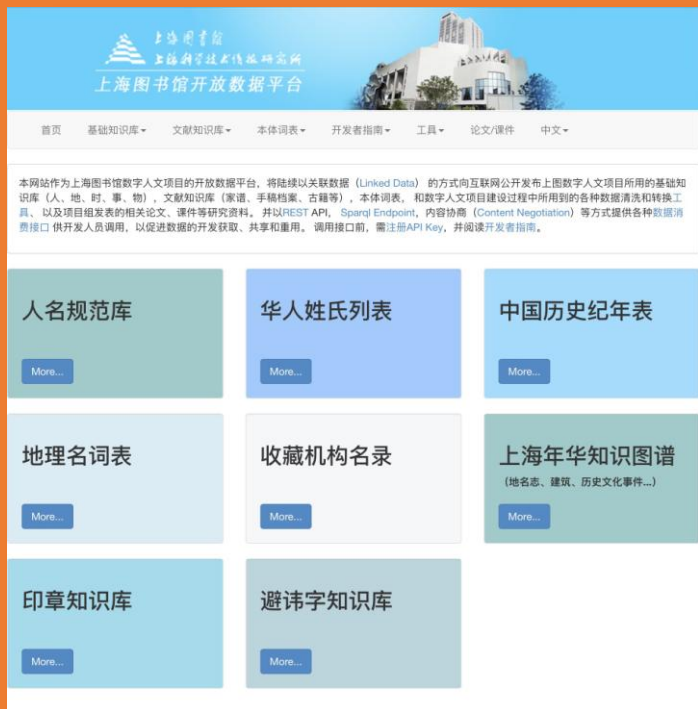 上海图书馆
上海科学技术情报研究所
上海图书馆开放数据平台
首页 基础知识库 文献知识库 本体词表 开发者指南 工具 论文/课件 中文
本网站作为上海图书馆数字人文项目的开放数据平台，将陆续以关联数据（Linked Data） 的方式向互联网公开发布上图数字人文项目所用的基础知
识库（人、地、时、事、物），文献知识库（家谱、手稿档案、古籍等），本体词表， 和数字人文项目建设过程中所用到的各种数据清洗和转换工
具、 以及项目组发表的相关论文、课件等研究资料。 并以REST API， Sparql Endpoint，内容协商（Content Negotiation）等方式提供各种数据消
费接口 供开发人员调用，以促进数据的开发获取、共享和重用。 调用接口前，需注册API Key，并阅读开发者指南。
人名规范库
More...
华人姓氏列表
More...
中国历史纪年表
More...
地理名词表
More...
收藏机构名录
More...
上海年华知识图谱
（地名志、建筑、历史文化事件...）
More...
印章知识库
More...
避讳字知识库
More...